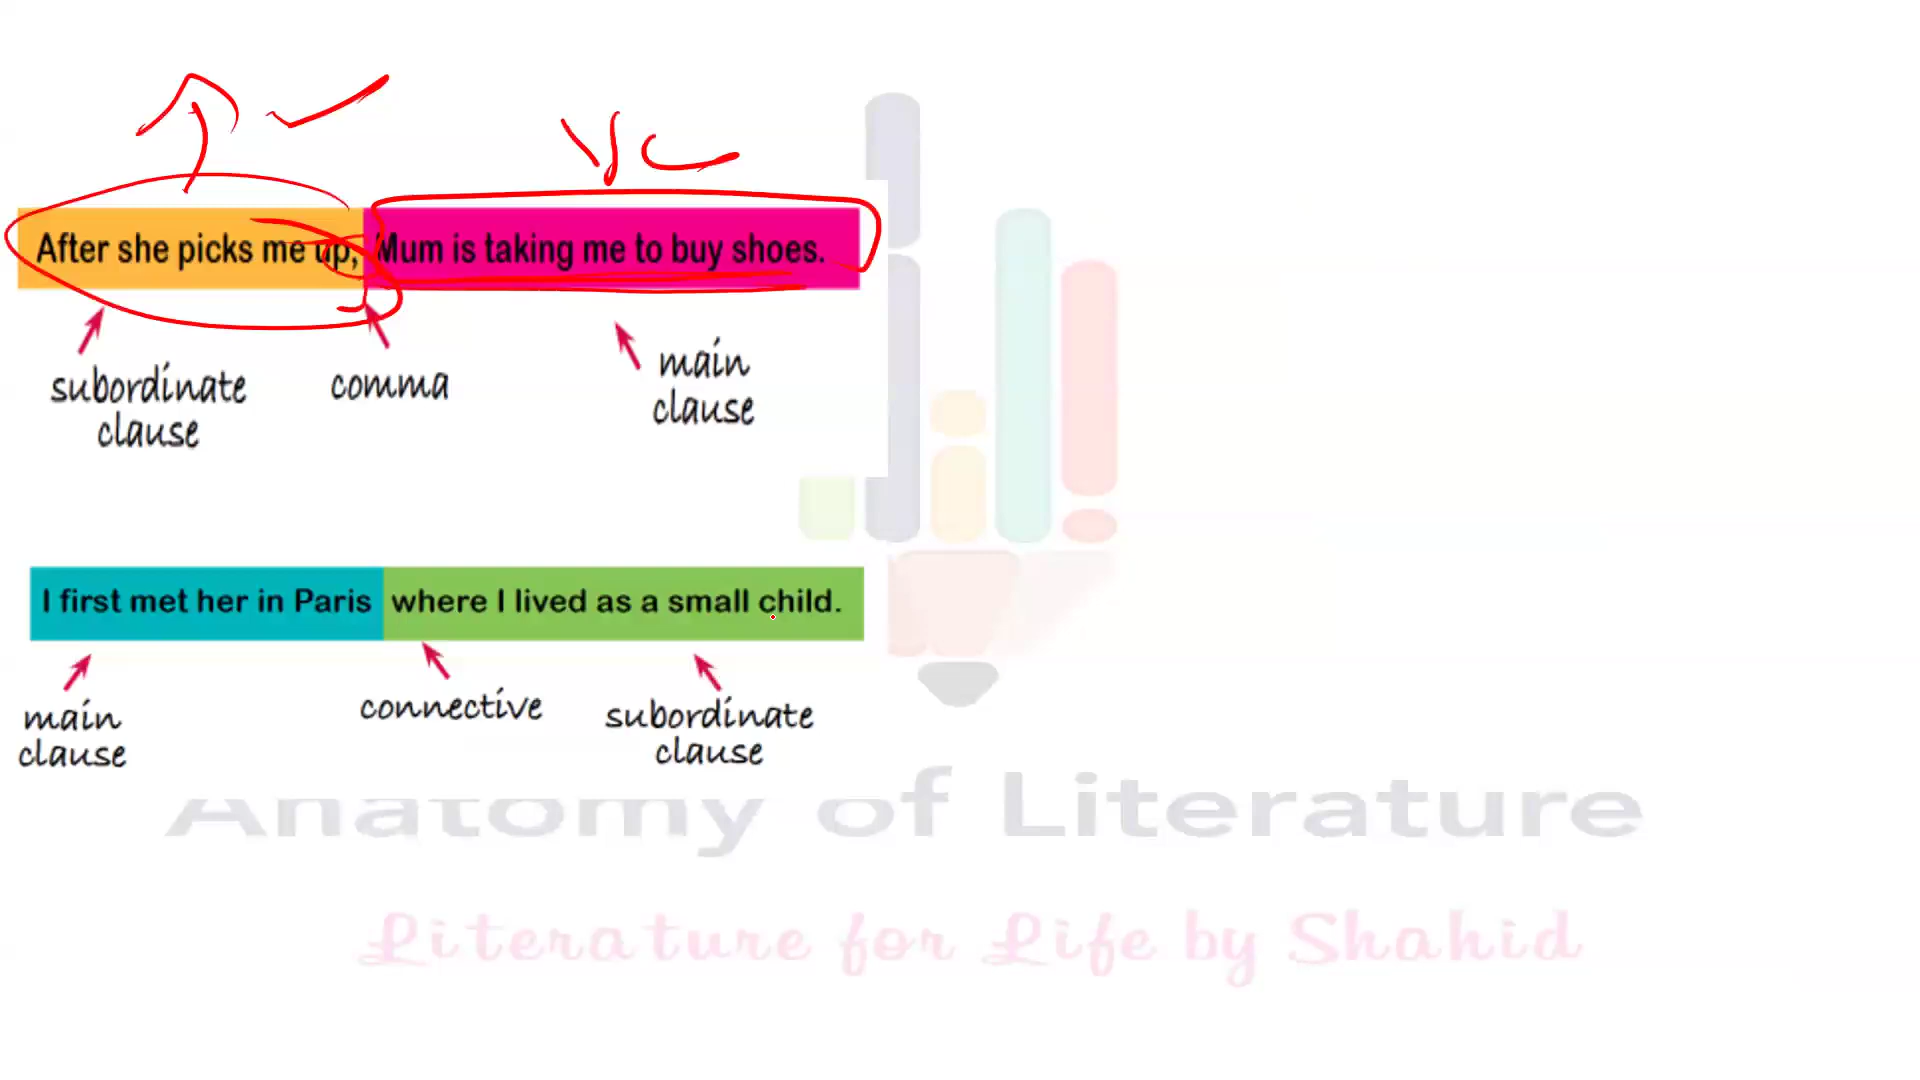 After she picks me up, Mum is taking me to buy shoes.
subordinate
clause
comma
main
clause
I first met her in Paris where I lived as a small child.
main
clause
connective
subordinate
clause
Anatomy of Literature
Literature for Life by Shahid